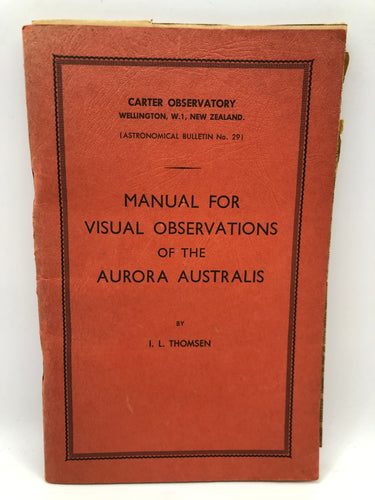 CARTER OBSERVATORY
WELLINGTON, W.1, NEW ZEALAND.
(ASTRONOMICAL BULLETIN No. 29)
MANUAL FOR
VISUAL OBSERVATIONS
OF THE
AURORA AUSTRALIS
BY
I. L. THOMSEN